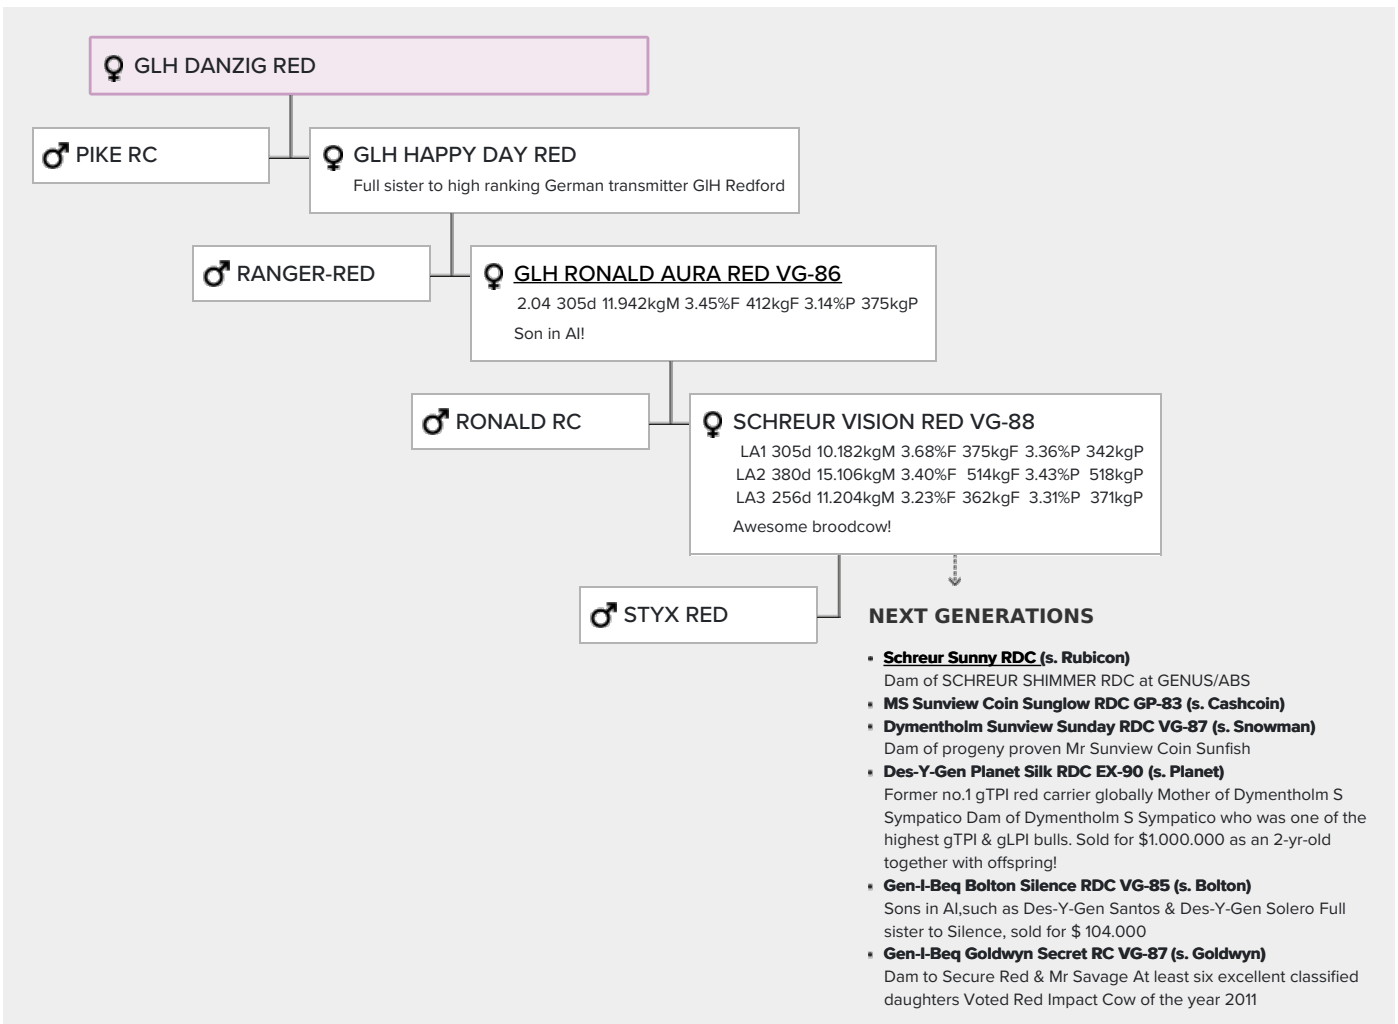 GLH DANZIG RED
PIKE RC
GLH HAPPY DAY RED
Full sister to high ranking German transmitter GlH Redford
RANGER-RED
GLH RONALD AURA RED VG-86
2.04 305d 11.942kgM 3.45%F 412kgF 3.14%P 375kgP
Son in AI!
RONALD RC
SCHREUR VISION RED VG-88
LA1 305d 10.182kgM 3.68%F 375kgF 3.36%P 342kgP
LA2 380d 15.106kgM 3.40%F 514kgF 3.43%P 518kgP
LA3 256d 11.204kgM 3.23%F 362kgF 3.31%P 371kgP
Awesome broodcow!
STYX RED
NEXT GENERATIONS
Schreur Sunny RDC (s. Rubicon)
Dam of SCHREUR SHIMMER RDC at GENUS/ABS
MS Sunview Coin Sunglow RDC GP-83 (s. Cashcoin)
Dymentholm Sunview Sunday RDC VG-87 (s. Snowman)
Dam of progeny proven Mr Sunview Coin Sunfish
Des-Y-Gen Planet Silk RDC EX-90 (s. Planet)
Former no.1 gTPI red carrier globally Mother of Dymentholm S
Sympatico Dam of Dymentholm S Sympatico who was one of the
highest gTPI & gLPI bulls. Sold for $1.000.000 as an 2-yr-old
together with offspring!
Gen-I-Beq Bolton Silence RDC VG-85 (s. Bolton)
Sons in AI,such as Des-Y-Gen Santos & Des-Y-Gen Solero Full
sister to Silence, sold for $ 104.000
Gen-I-Beq Goldwyn Secret RC VG-87 (s. Goldwyn)
Dam to Secure Red & Mr Savage At least six excellent classified
daughters Voted Red Impact Cow of the year 2011